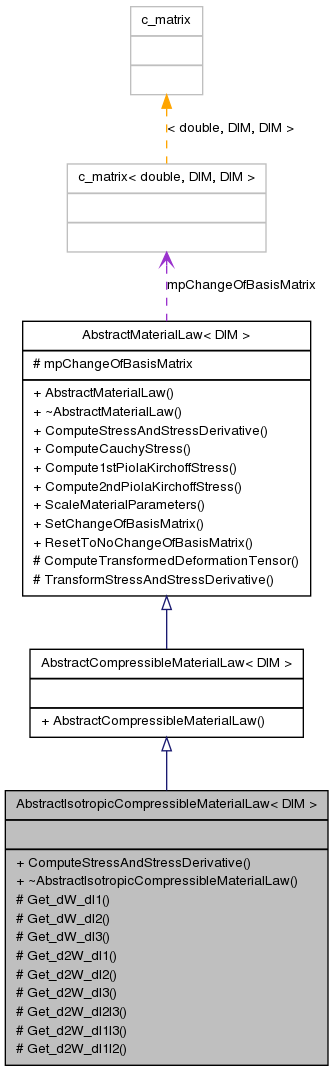 c_matrix
< double, DIM, DIM >
c_matrix< double, DIM, DIM >
mpChangeOfBasisMatrix
AbstractMaterialLaw< DIM >
# mpChangeOfBasisMatrix
+ AbstractMaterialLaw()
+ ~AbstractMaterialLaw()
+ ComputeStressAndStressDerivative()
+ ComputeCauchyStress()
+ Compute1stPiolaKirchoffStress()
+ Compute2ndPiolaKirchoffStress()
+ ScaleMaterialParameters()
+ SetChangeOfBasisMatrix()
+ ResetToNoChangeOfBasisMatrix()
# ComputeTransformedDeformationTensor()
# TransformStressAndStressDerivative()
AbstractCompressibleMaterialLaw< DIM >
+ AbstractCompressibleMaterialLaw()
AbstractIsotropicCompressibleMaterialLaw< DIM >
+ ComputeStressAndStressDerivative()
+ ~AbstractIsotropicCompressibleMaterialLaw()
# Get_dW_dI1()
# Get_dW_dI2()
# Get_dW_dI3()
# Get_d2W_dI1()
# Get_d2W_dI2()
# Get_d2W_dI3()
# Get_d2W_dI2I3()
# Get_d2W_dI1I3()
# Get_d2W_dI1I2()